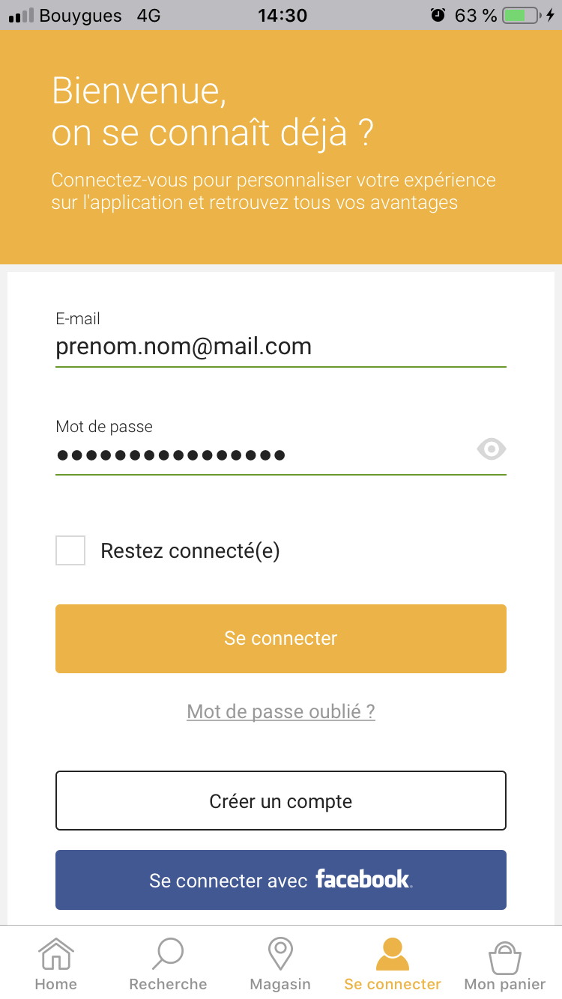 Bouygues 4G 14:30 63 %
Bienvenue,
on se connaît déjà ?
Connectez-vous pour personnaliser votre expérience
sur l'application et retrouvez tous vos avantages
E-mail
prenom.nom@mail.com
Mot de passe
••••••••••••••••
Restez connecté(e)
Se connecter
Mot de passe oublié ?
Créer un compte
Se connecter avec facebook.
Home Recherche Magasin Se connecter Mon panier